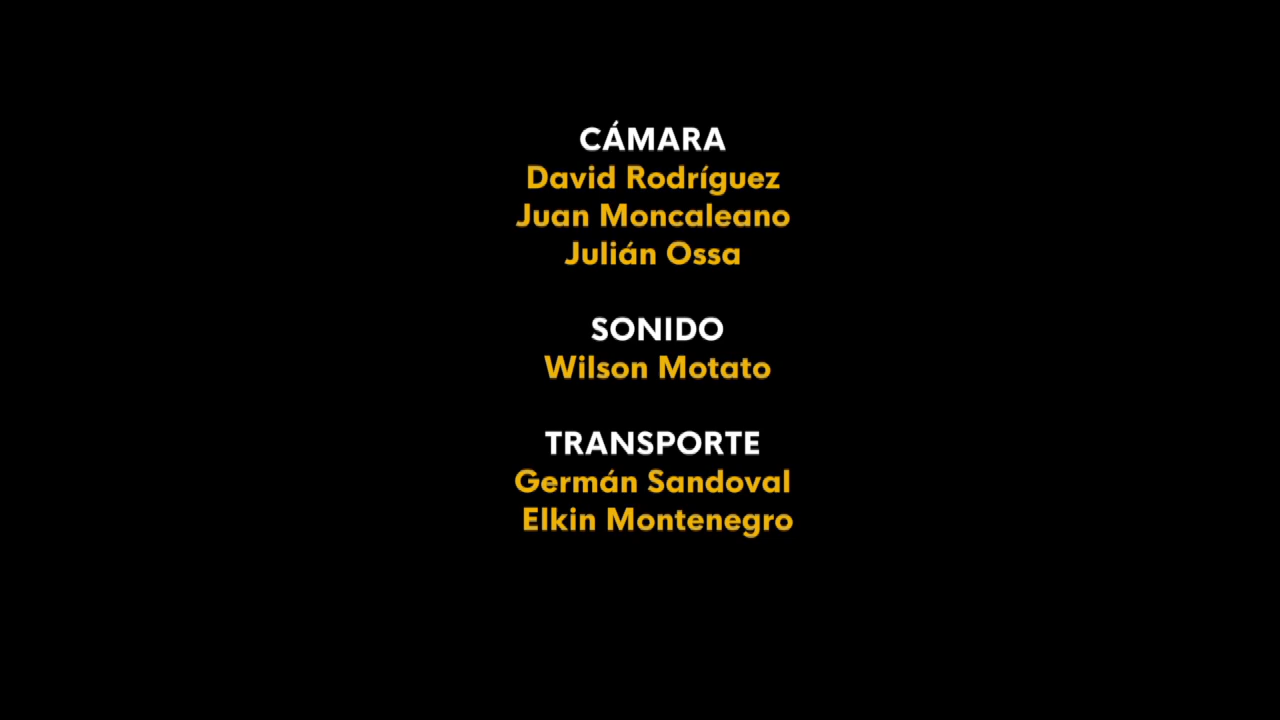 CÁMARA
David Rodríguez
Juan Moncaleano
Julián Ossa
SONIDO
Wilson Motato
TRANSPORTE
Germán Sandoval
Elkin Montenegro